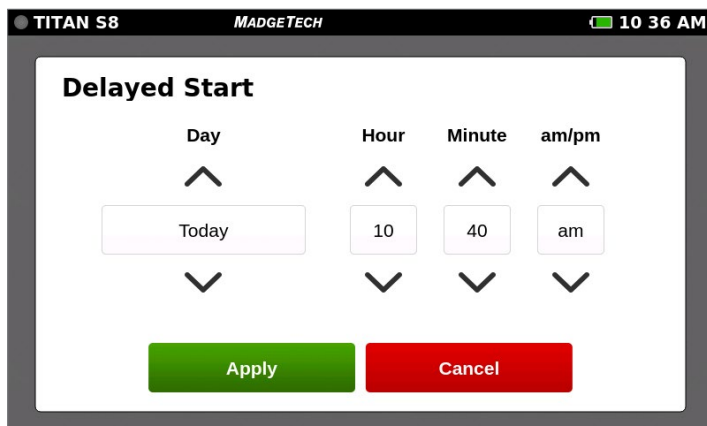 TITAN S8 MADGETECH 10 36 AM
Delayed Start
Day Hour Minute am/pm
Today 10 40 am
Apply Cancel